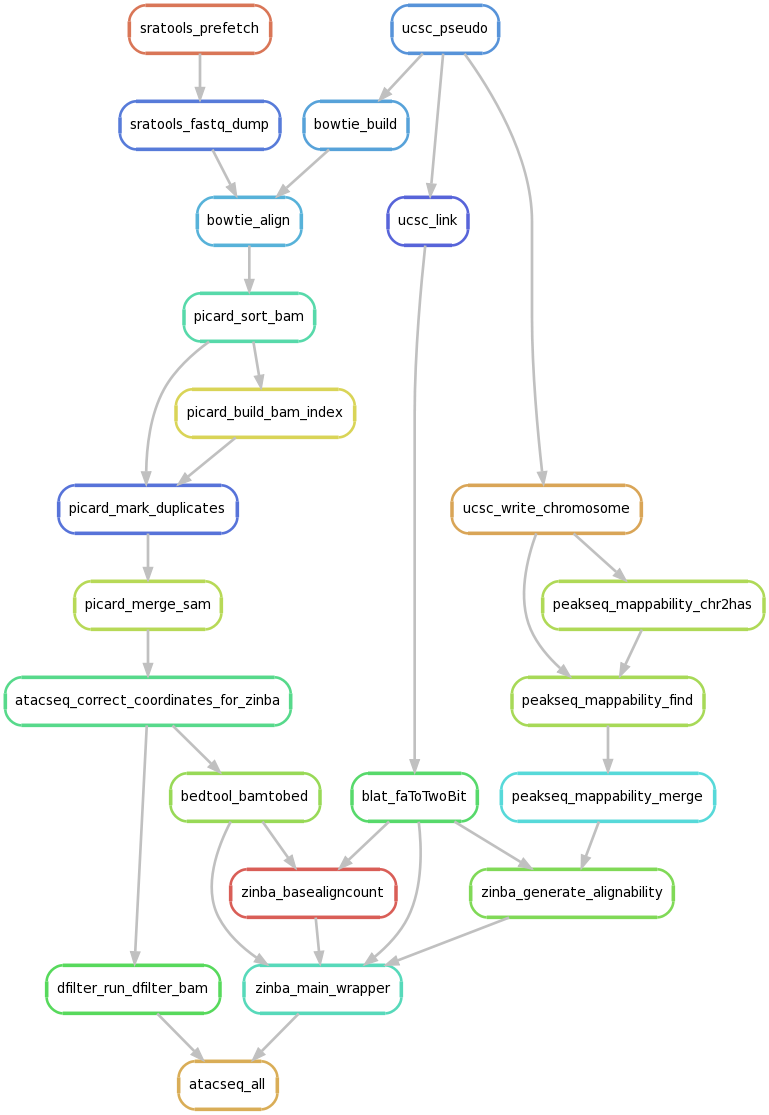 sratools_prefetch
ucsc_pseudo
sratools_fastq_dump
bowtie_build
bowtie_align
ucsc_link
picard_sort_bam
picard_build_bam_index
picard_mark_duplicates
ucsc_write_chromosome
picard_merge_sam
peakseq_mappability_chr2has
atacseq_correct_coordinates_for_zinba
peakseq_mappability_find
bedtool_bamtobed
blat_faToTwoBit
peakseq_mappability_merge
zinba_basealigncount
zinba_generate_alignability
dfilter_run_dfilter_bam
zinba_main_wrapper
atacseq_all